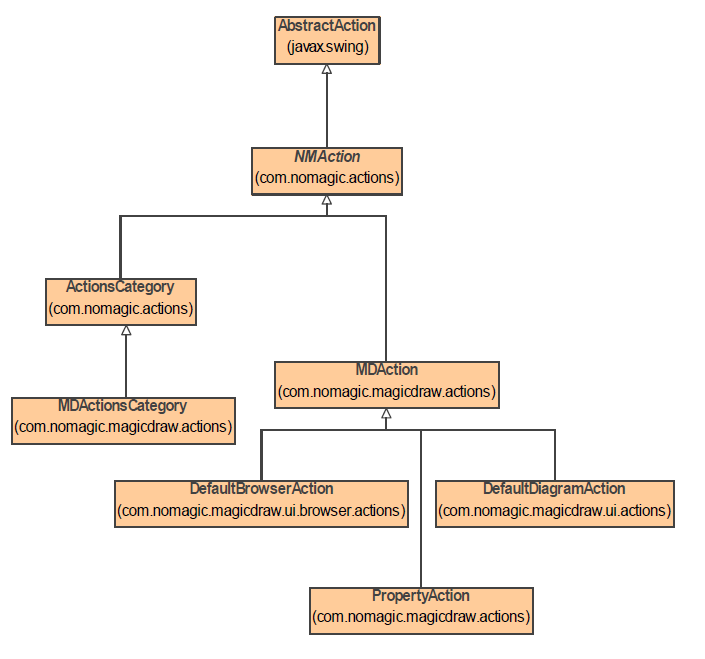 AbstractAction
(javax.swing)
NMAction
(com.nomagic.actions)
ActionsCategory
(com.nomagic.actions)
MDAction
(com.nomagic.magicdraw.actions)
MDActionsCategory
(com.nomagic.magicdraw.actions)
DefaultBrowserAction
(com.nomagic.magicdraw.ui.browser.actions)
DefaultDiagramAction
(com.nomagic.magicdraw.ui.actions)
PropertyAction
(com.nomagic.magicdraw.actions)